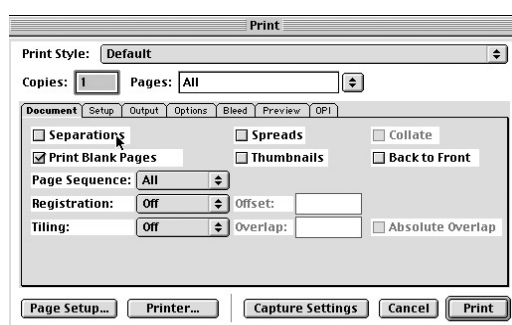 Print
Print Style: Default
Copies: 1 Pages: All
Document Setup Output Options Bleed Preview OPI
Separations Spreads Collate
Print Blank Pages Thumbnails Back to Front
Page Sequence: All
Registration: Off Offset:
Tiling: Off Overlap: Absolute Overlap
Page Setup... Printer... Capture Settings Cancel Print